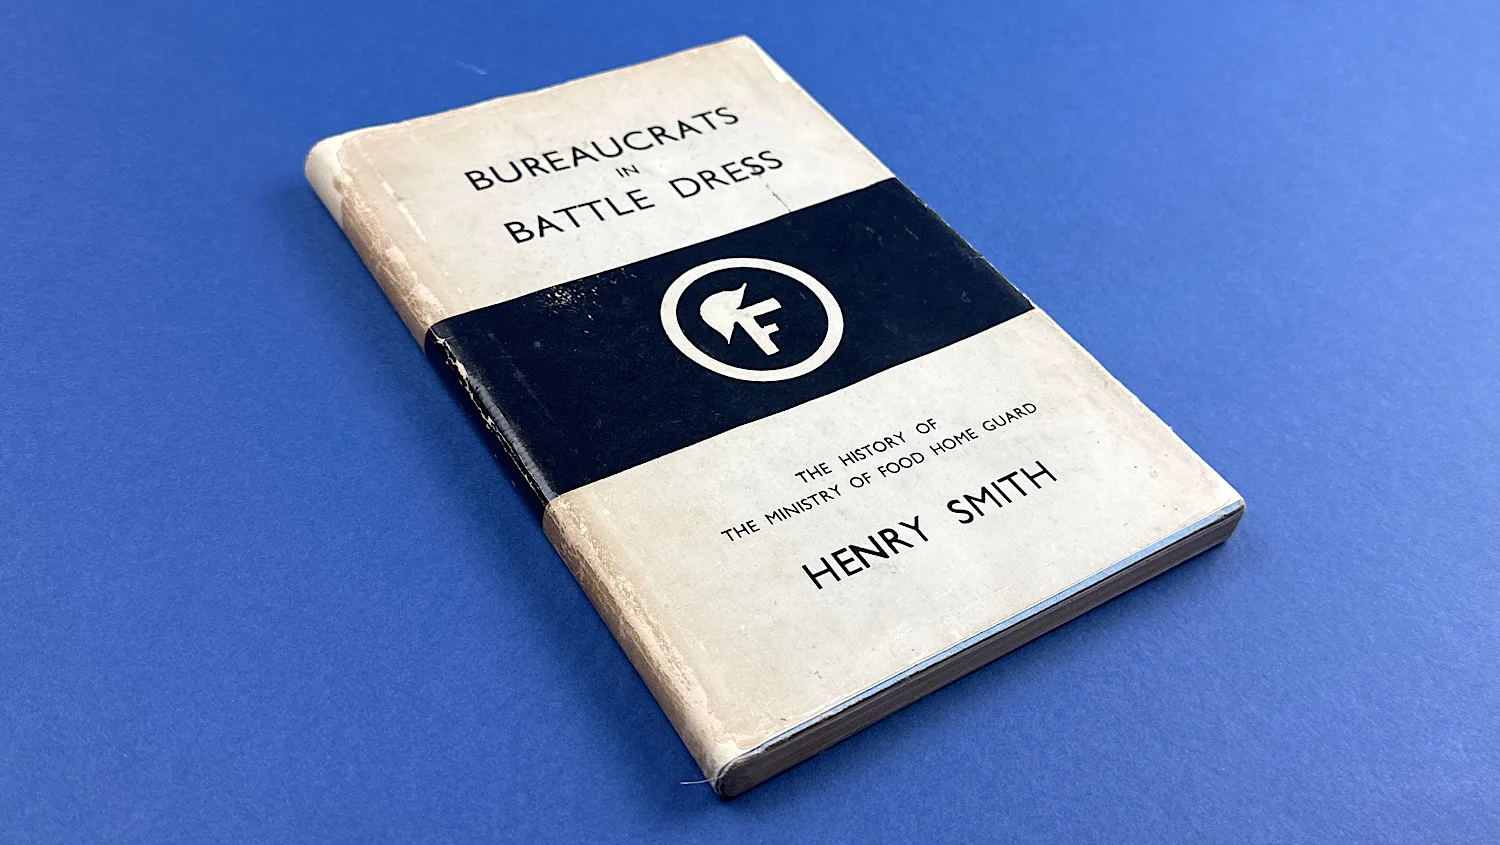 BUREAUCRATS
IN
BATTLE DRESS
F
THE HISTORY OF
THE MINISTRY OF FOOD HOME GUARD
HENRY SMITH